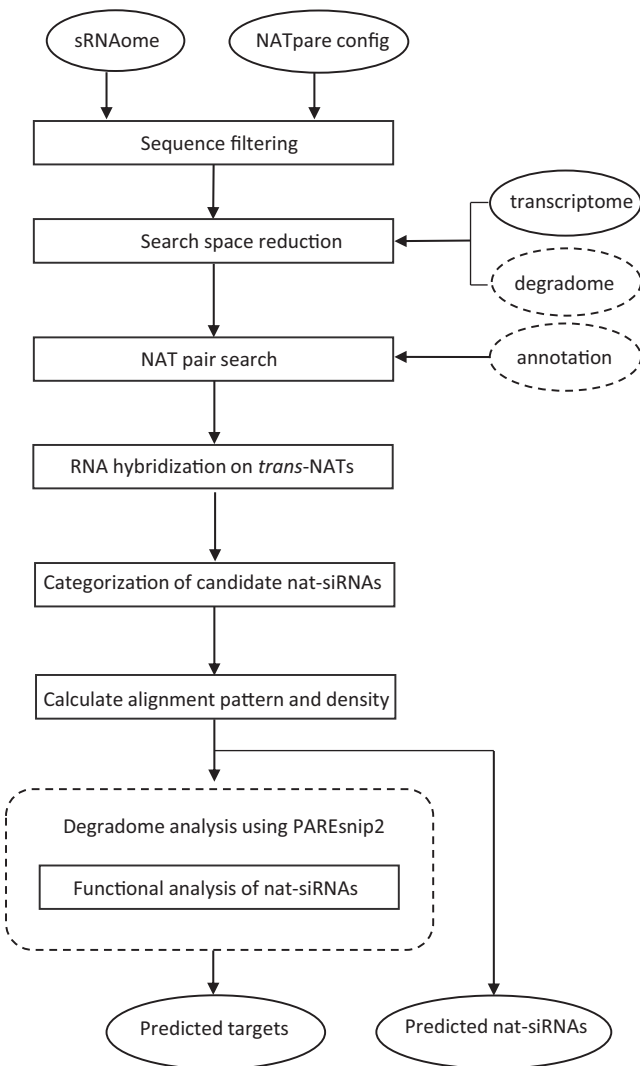 sRNAome
NATpare config
Sequence filtering
transcriptome
Search space reduction
degradome
NAT pair search
annotation
RNA hybridization on trans-NATs
Categorization of candidate nat-siRNAs
Calculate alignment pattern and density
Degradome analysis using PAREsnip2
Functional analysis of nat-siRNAs
Predicted targets
Predicted nat-siRNAs